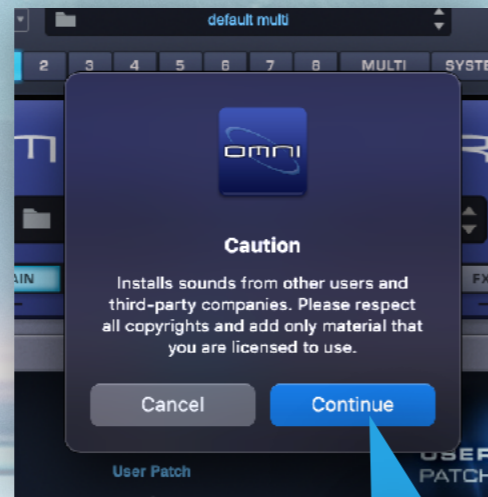 default multi
2 3 4 5 6 7 8 MULTI SYSTE
OMNI
Caution
AIN
FX
Installs sounds from other users and
third-party companies. Please respect
all copyrights and add only material that
you are licensed to use.
Cancel Continue
USER
User Patch
PATCH